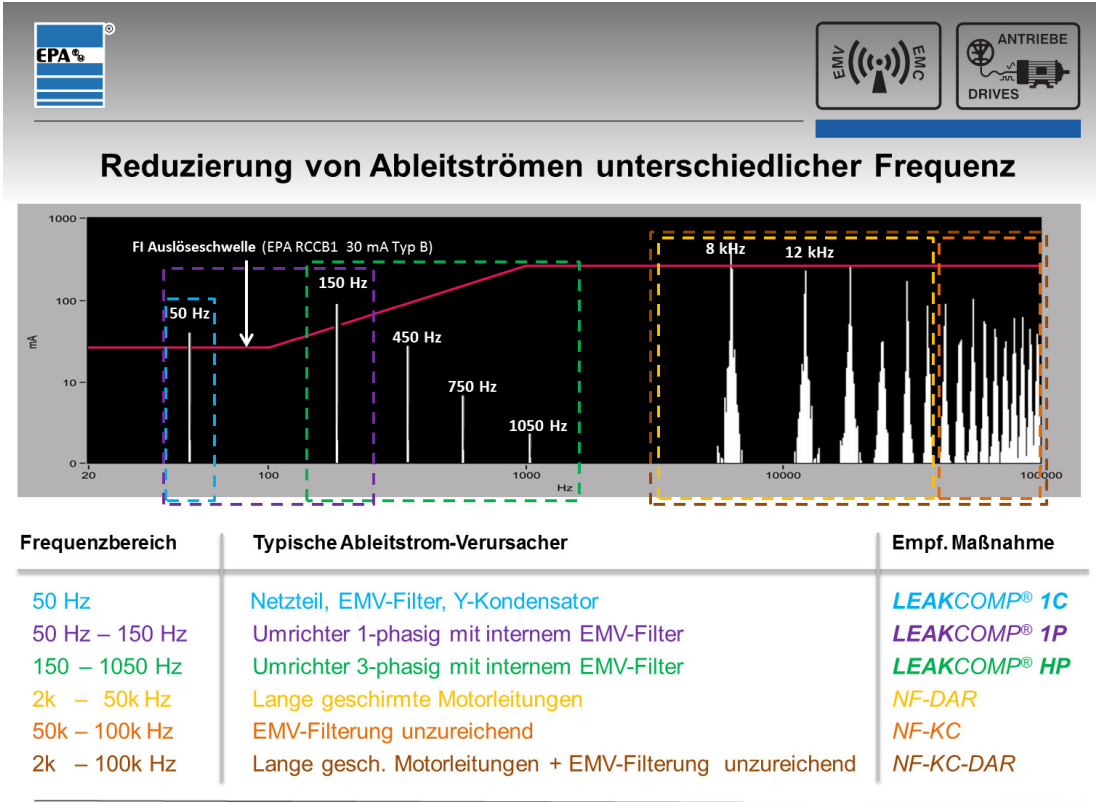 EPA
®
EMV
EMC
ANTRIEBE
DRIVES
Reduzierung von Ableitströmen unterschiedlicher Frequenz
1000
100
10
0
mA
FI Auslöseschwelle (EPA RCCB1 30 mA Typ B)
50 Hz
150 Hz
450 Hz
750 Hz
1050 Hz
8 kHz
12 kHz
20
100
1000
10000
100000
Hz
Frequenzbereich Typische Ableitstrom-Verursacher Empf. Maßnahme
50 Hz Netzteil, EMV-Filter, Y-Kondensator LEAKCOMP® 1C
50 Hz – 150 Hz Umrichter 1-phasig mit internem EMV-Filter LEAKCOMP® 1P
150 – 1050 Hz Umrichter 3-phasig mit internem EMV-Filter LEAKCOMP® HP
2k – 50k Hz Lange geschirmte Motorleitungen NF-DAR
50k – 100k Hz EMV-Filterung unzureichend NF-KC
2k – 100k Hz Lange gesch. Motorleitungen + EMV-Filterung unzureichend NF-KC-DAR